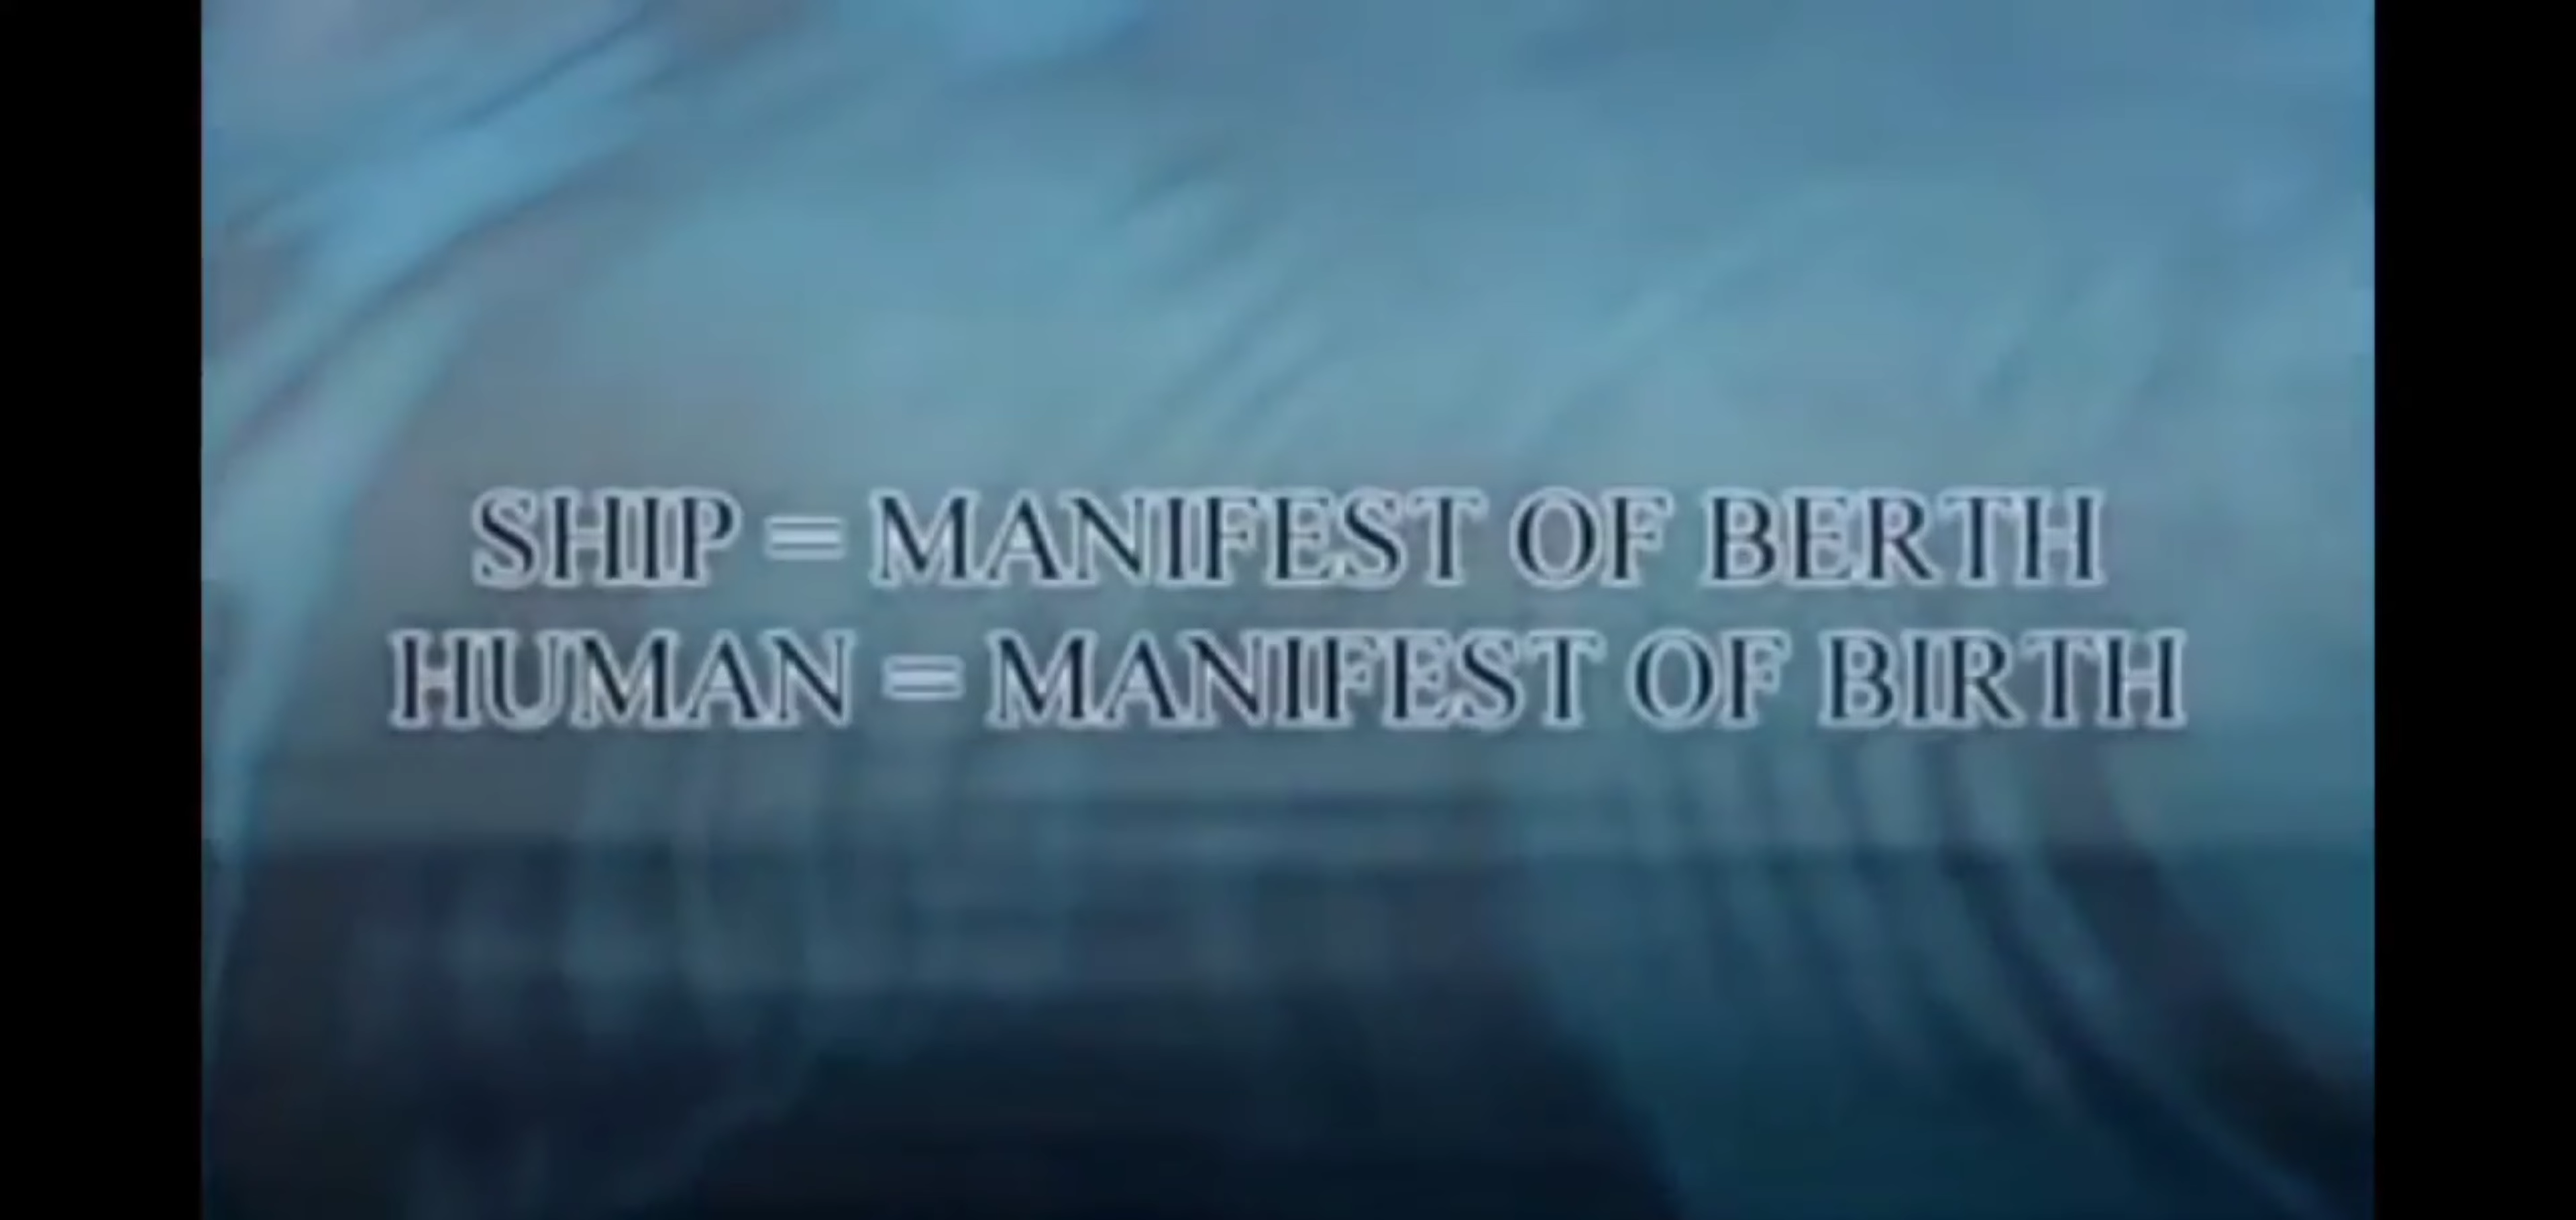 SHIP = MANIFEST OF BERTH
HUMAN = MANIFEST OF BIRTH